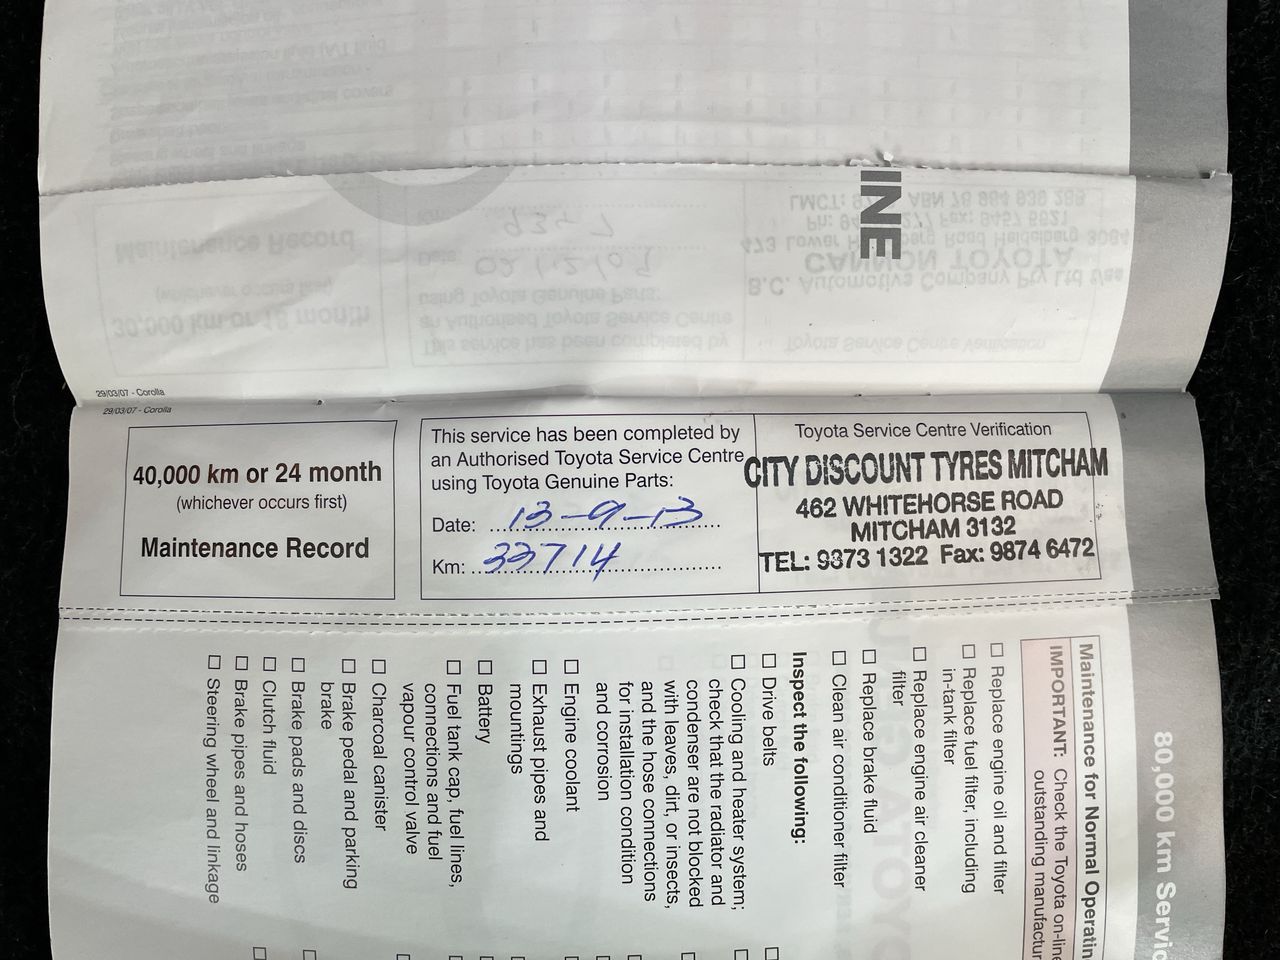 INE
29/03/07 - Corolla
29/03/07 - Corolla
40,000 km or 24 month
(whichever occurs first)
Maintenance Record
This service has been completed by
an Authorised Toyota Service Centre
using Toyota Genuine Parts:
Date: 13-9-13
Km: 33714
Toyota Service Centre Verification
CITY DISCOUNT TYRES MITCHAM
462 WHITEHORSE ROAD
MITCHAM 3132
TEL: 9873 1322 Fax: 9874 6472
80,000 km Servic
Maintenance for Normal Operatin
IMPORTANT: Check the Toyota on-line
outstanding manufactur
☐ Replace engine oil and filter
☐ Replace fuel filter, including
in-tank filter
☐ Replace engine air cleaner
filter
☐ Replace brake fluid
☐ Clean air conditioner filter
Inspect the following:
☐ Drive belts
☐ Cooling and heater system;
check that the radiator and
condenser are not blocked
with leaves, dirt, or insects,
and the hose connections
for installation condition
and corrosion
☐ Engine coolant
☐ Exhaust pipes and
mountings
☐ Battery
☐ Fuel tank cap, fuel lines,
connections and fuel
vapour control valve
☐ Charcoal canister
☐ Brake pedal and parking
brake
☐ Brake pads and discs
☐ Clutch fluid
☐ Brake pipes and hoses
☐ Steering wheel and linkage